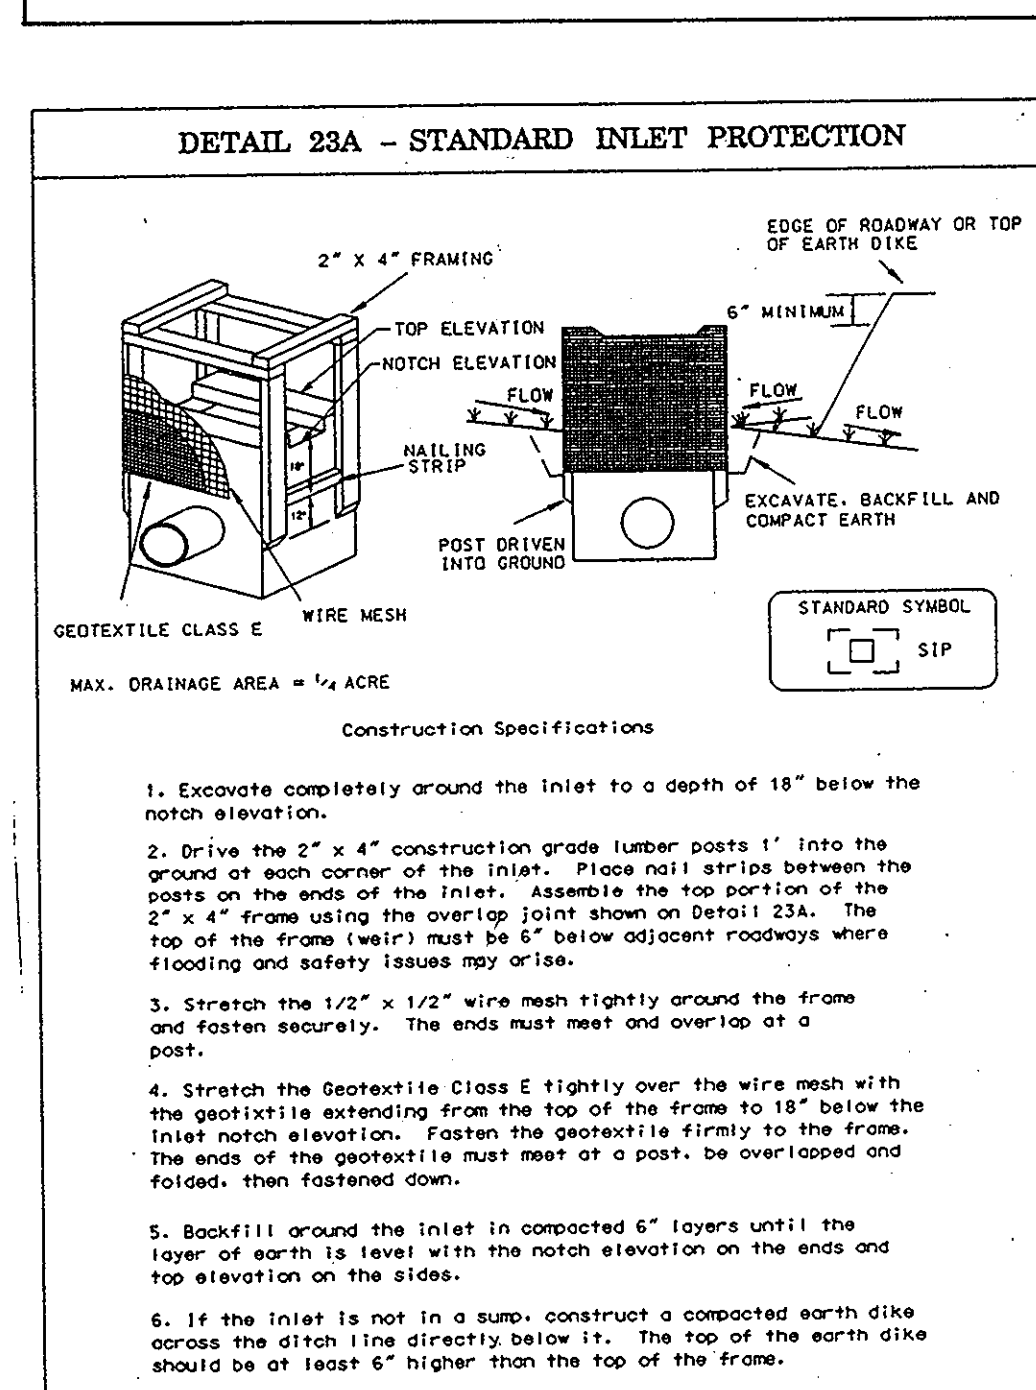 DETAIL 23A - STANDARD INLET PROTECTION
EDGE OF ROADWAY OR TOP
OF EARTH DIKE
2" X 4" FRAMING
6" MINIMUM
TOP ELEVATION
NOTCH ELEVATION
FLOW
FLOW
FLOW
NAILING
STRIP
18"
12"
EXCAVATE, BACKFILL AND
COMPACT EARTH
POST DRIVEN
INTO GROUND
WIRE MESH
GEOTEXTILE CLASS E
STANDARD SYMBOL
SIP
MAX. DRAINAGE AREA = 1/4 ACRE
Construction Specifications
1. Excavate completely around the inlet to a depth of 18" below the
notch elevation.
2. Drive the 2" x 4" construction grade lumber posts 1' into the
ground at each corner of the inlet. Place nail strips between the
posts on the ends of the inlet. Assemble the top portion of the
2" x 4" frame using the overlap joint shown on Detail 23A. The
top of the frame (weir) must be 6" below adjacent roadways where
flooding and safety issues may arise.
3. Stretch the 1/2" x 1/2" wire mesh tightly around the frame
and fasten securely. The ends must meet and overlap at a
post.
4. Stretch the Geotextile Class E tightly over the wire mesh with
the geotixtile extending from the top of the frame to 18" below the
inlet notch elevation. Fasten the geotextile firmly to the frame.
The ends of the geotextile must meet at a post, be overlapped and
folded, then fastened down.
5. Backfill around the inlet in compacted 6" layers until the
layer of earth is level with the notch elevation on the ends and
top elevation on the sides.
6. If the inlet is not in a sump, construct a compacted earth dike
across the ditch line directly below it. The top of the earth dike
should be at least 6" higher than the top of the frame.